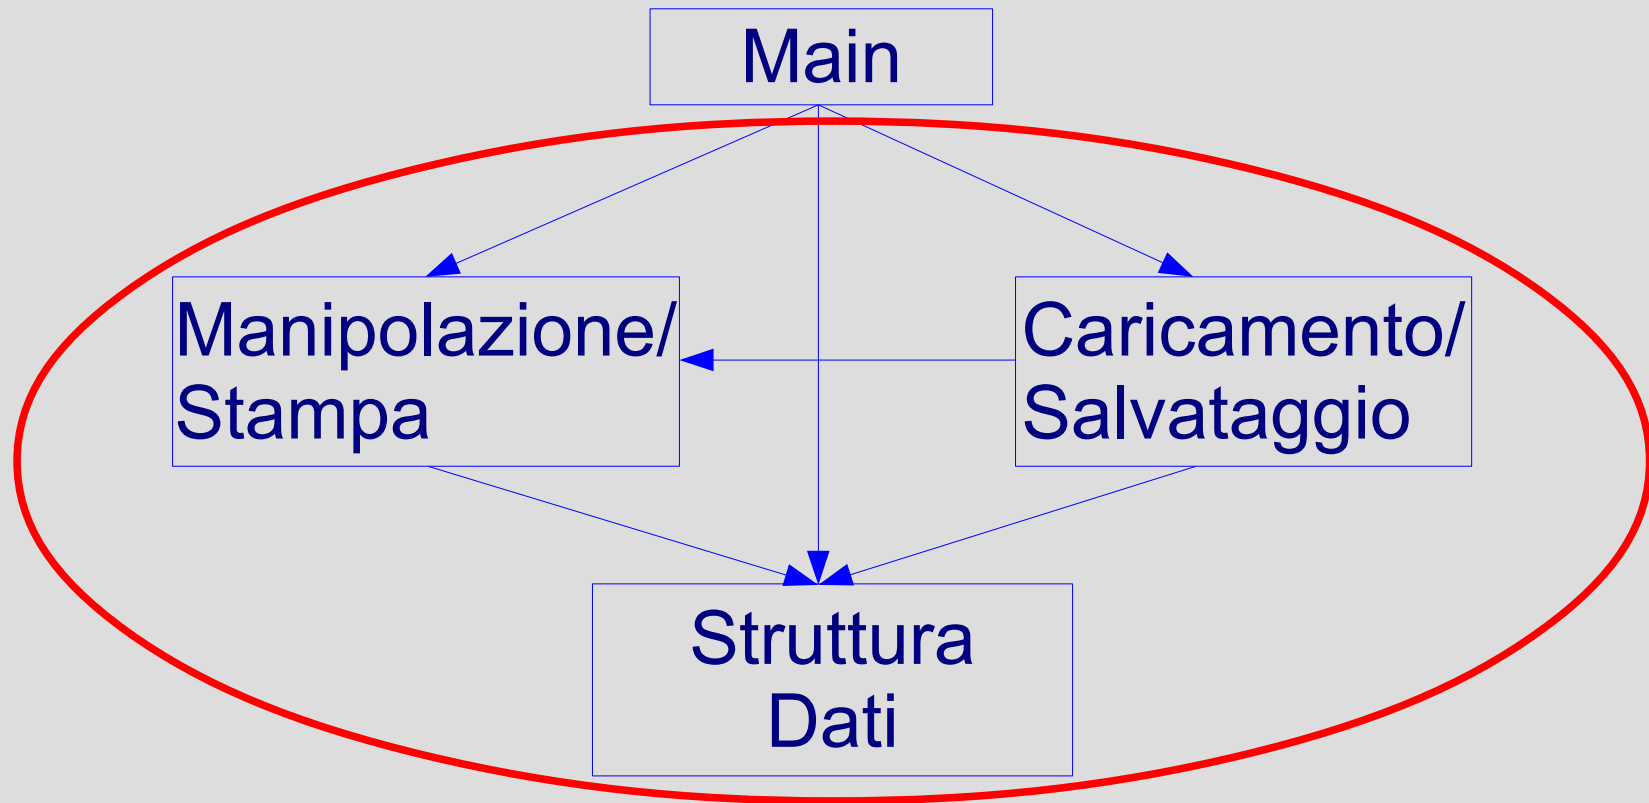 Main
Manipolazione/
Stampa
Caricamento/
Salvataggio
Struttura
Dati